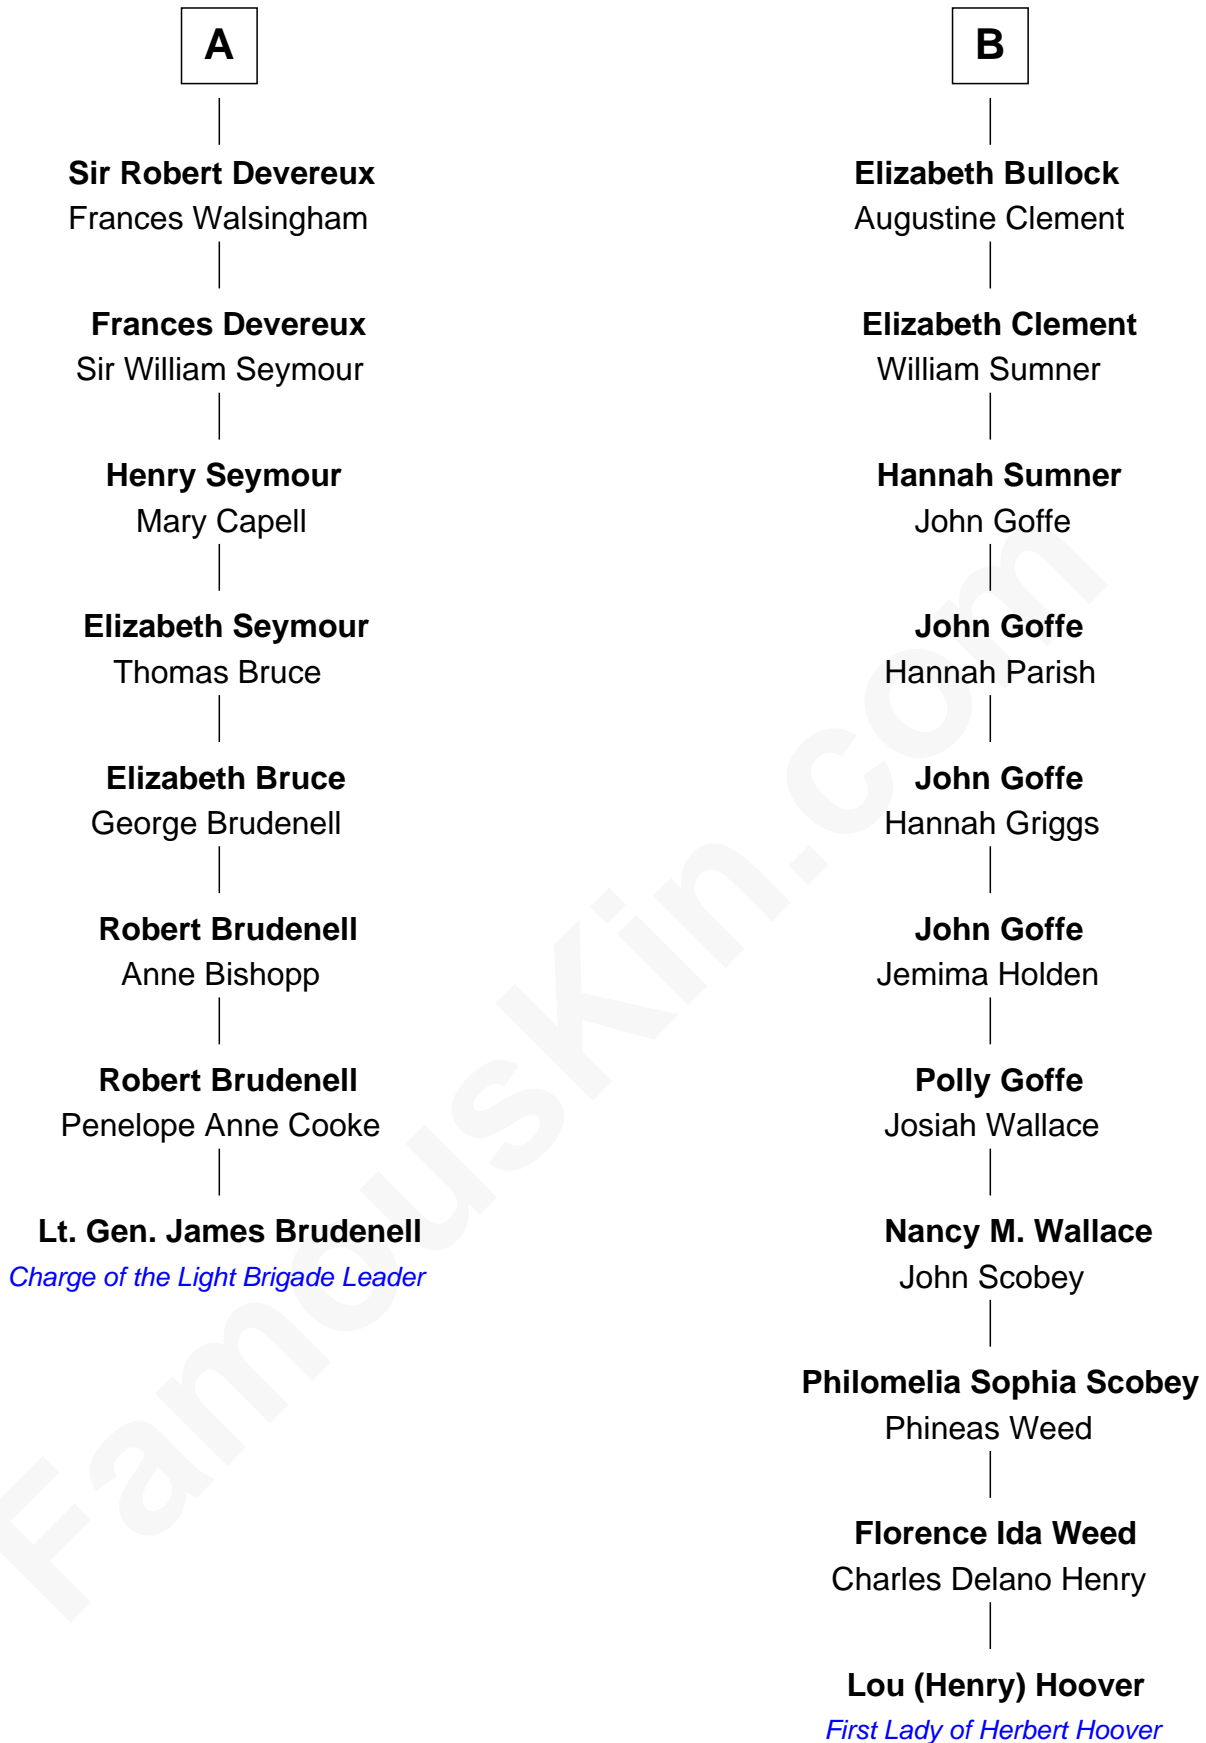 A
Sir Robert Devereux
Frances Walsingham
Frances Devereux
Sir William Seymour
Henry Seymour
Mary Capell
Elizabeth Seymour
Thomas Bruce
Elizabeth Bruce
George Brudenell
Robert Brudenell
Anne Bishopp
Robert Brudenell
Penelope Anne Cooke
Lt. Gen. James Brudenell
Charge of the Light Brigade Leader
B
Elizabeth Bullock
Augustine Clement
Elizabeth Clement
William Sumner
Hannah Sumner
John Goffe
John Goffe
Hannah Parish
John Goffe
Hannah Griggs
John Goffe
Jemima Holden
Polly Goffe
Josiah Wallace
Nancy M. Wallace
John Scobey
Philomelia Sophia Scobey
Phineas Weed
Florence Ida Weed
Charles Delano Henry
Lou (Henry) Hoover
First Lady of Herbert Hoover
FamousKin.com